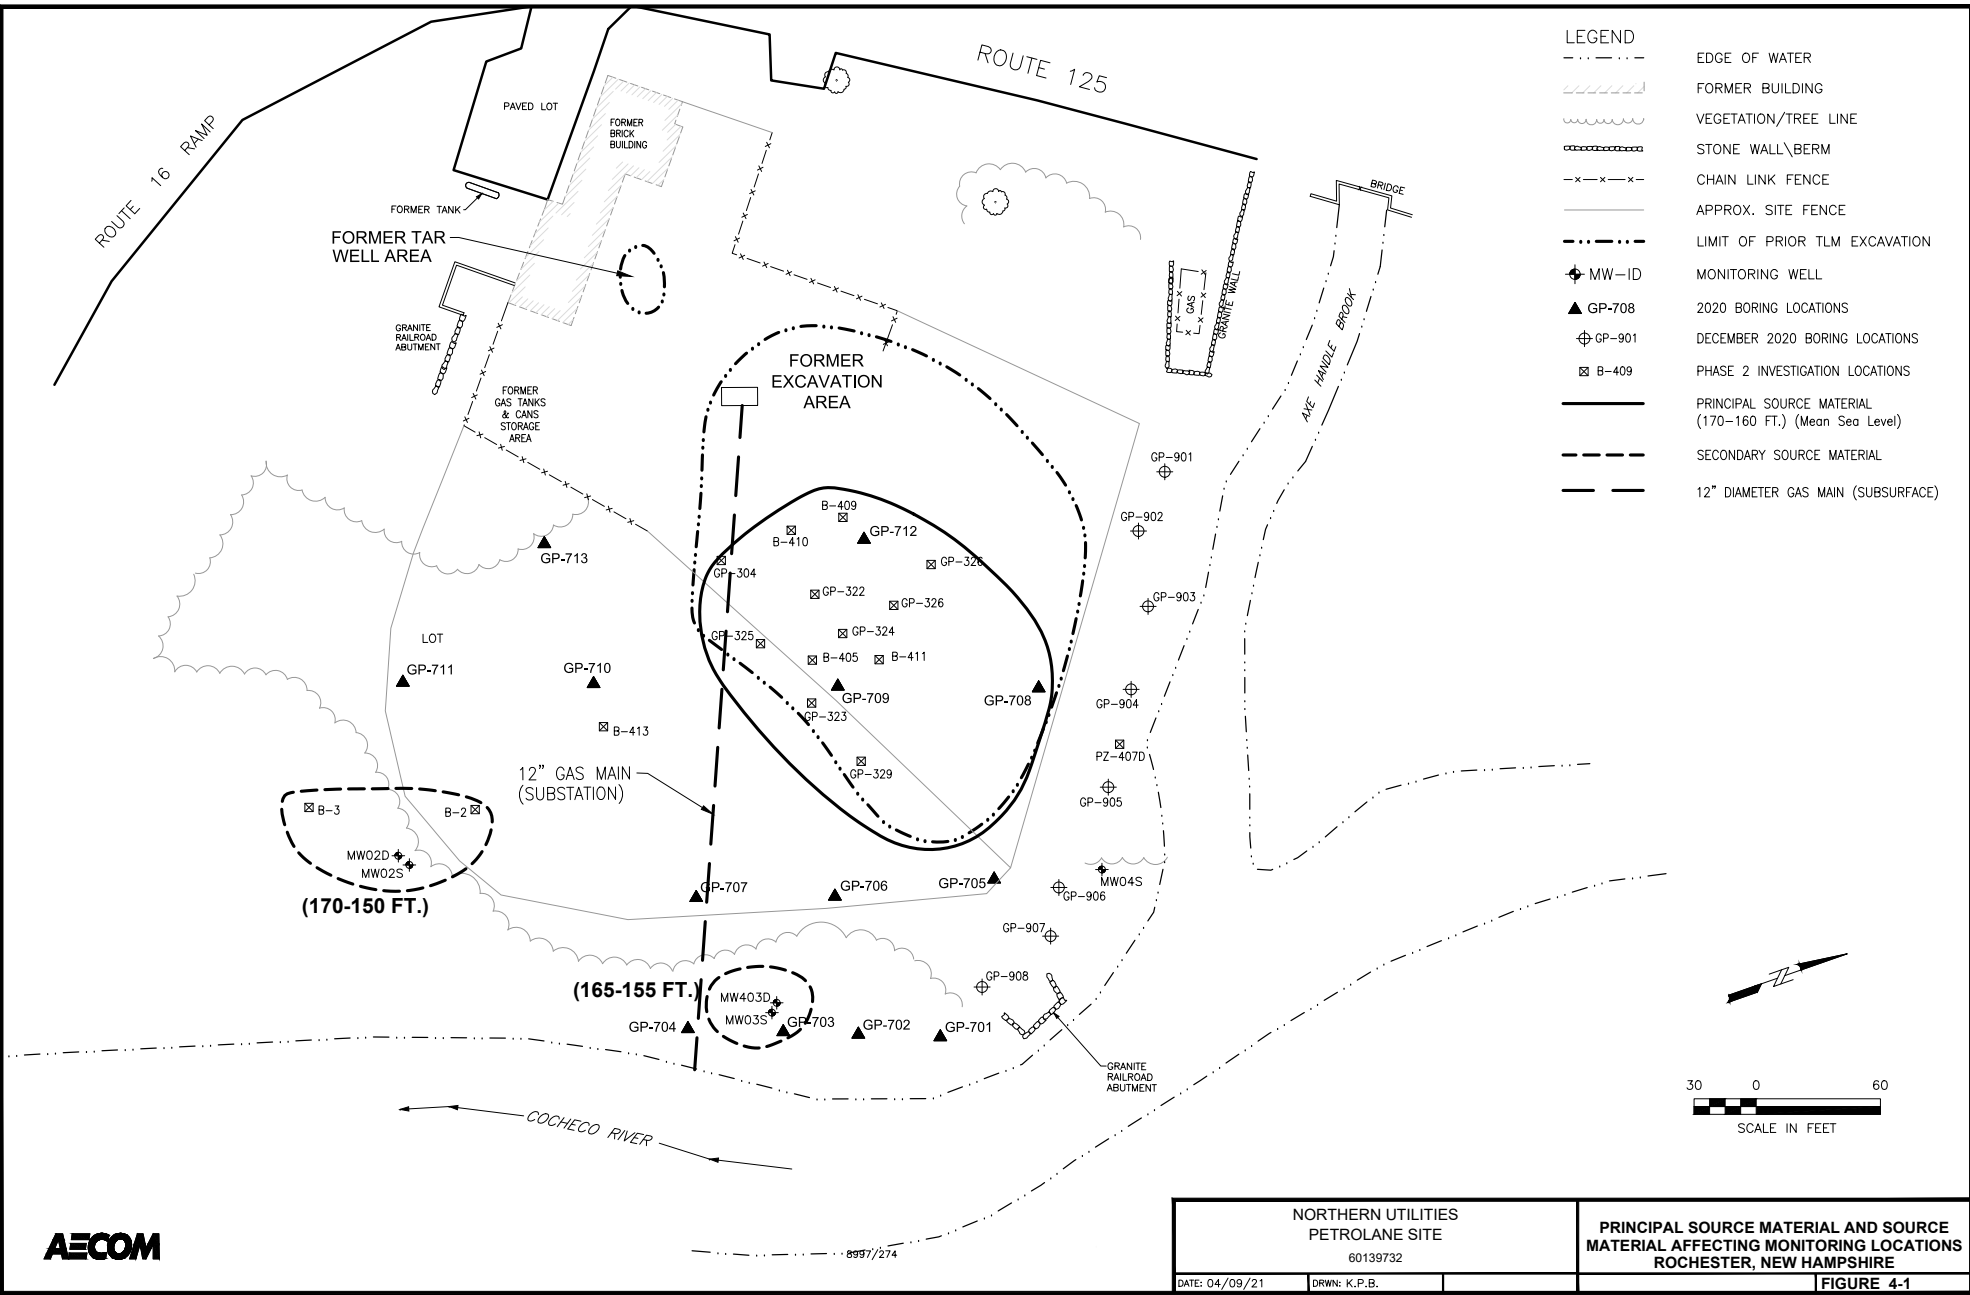 ROUTE 125
ROUTE 16 RAMP
PAVED LOT
FORMER
BRICK
BUILDING
FORMER TANK
FORMER TAR
WELL AREA
GRANITE
RAILROAD
ABUTMENT
FORMER
GAS TANKS
& CANS
STORAGE
AREA
FORMER
EXCAVATION
AREA
GAS
GRANITE WALL
BRIDGE
AXE HANDLE BROOK
GP-901
GP-902
GP-903
GP-904
PZ-407D
GP-905
MW04S
GP-906
GP-907
GP-908
B-409
GP-712
B-410
GP-304
GP-326
GP-322
GP-326
GP-324
GP-325
B-405
B-411
GP-709
GP-708
GP-323
GP-329
GP-713
LOT
GP-711
GP-710
B-413
12" GAS MAIN
(SUBSTATION)
B-3
B-2
MW02D
MW02S
(170-150 FT.)
GP-707
GP-706
GP-705
(165-155 FT.)
MW403D
MW03S
GP-704
GP-703
GP-702
GP-701
GRANITE
RAILROAD
ABUTMENT
COCHECO RIVER
8997/274
AECOM
LEGEND
EDGE OF WATER
FORMER BUILDING
VEGETATION/TREE LINE
STONE WALL\BERM
CHAIN LINK FENCE
APPROX. SITE FENCE
LIMIT OF PRIOR TLM EXCAVATION
MW-ID MONITORING WELL
GP-708 2020 BORING LOCATIONS
GP-901 DECEMBER 2020 BORING LOCATIONS
B-409 PHASE 2 INVESTIGATION LOCATIONS
PRINCIPAL SOURCE MATERIAL
(170-160 FT.) (Mean Sea Level)
SECONDARY SOURCE MATERIAL
12" DIAMETER GAS MAIN (SUBSURFACE)
30 0 60
SCALE IN FEET
NORTHERN UTILITIES
PETROLANE SITE
60139732
DATE: 04/09/21 DRWN: K.P.B.
PRINCIPAL SOURCE MATERIAL AND SOURCE
MATERIAL AFFECTING MONITORING LOCATIONS
ROCHESTER, NEW HAMPSHIRE
FIGURE 4-1